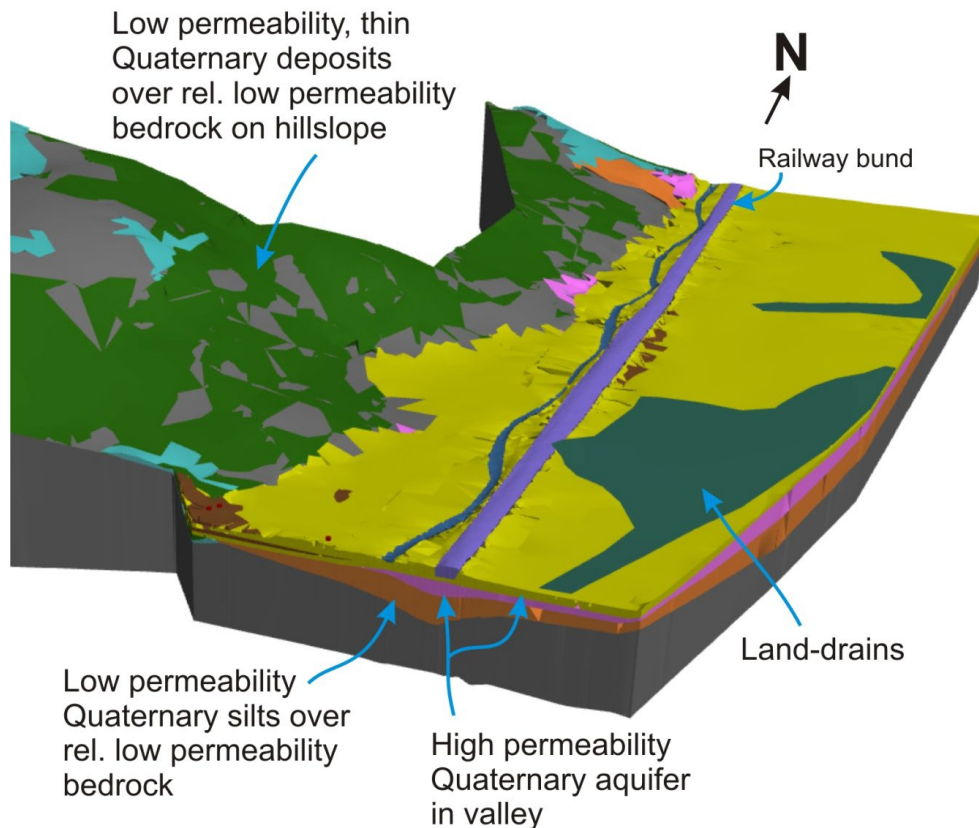 Low permeability, thin
Quaternary deposits
over rel. low permeability
bedrock on hillslope
N
Railway bund
Land-drains
Low permeability
Quaternary silts over
rel. low permeability
bedrock
High permeability
Quaternary aquifer
in valley